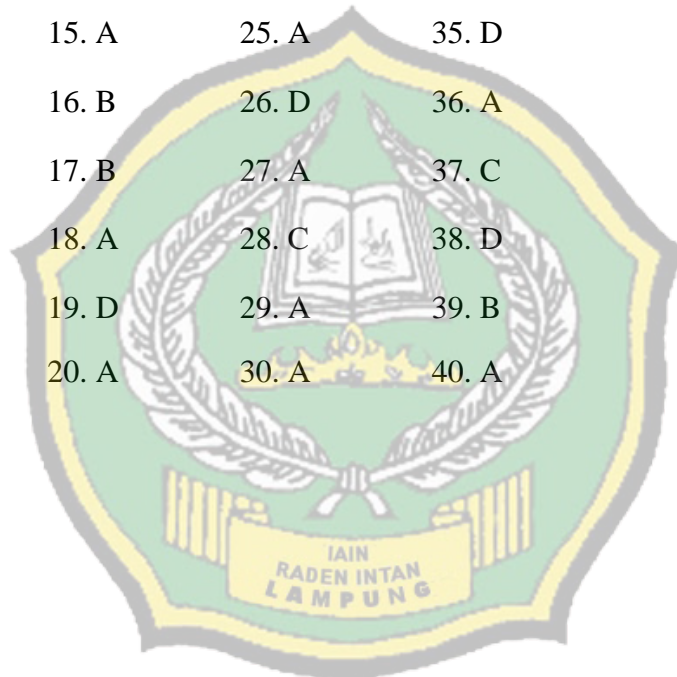 15. A 25. A 35. D
16. B 26. D 36. A
17. B 27. A 37. C
18. A 28. C 38. D
19. D 29. A 39. B
20. A 30. A 40. A
IAIN
RADEN INTAN
LAMPUNG